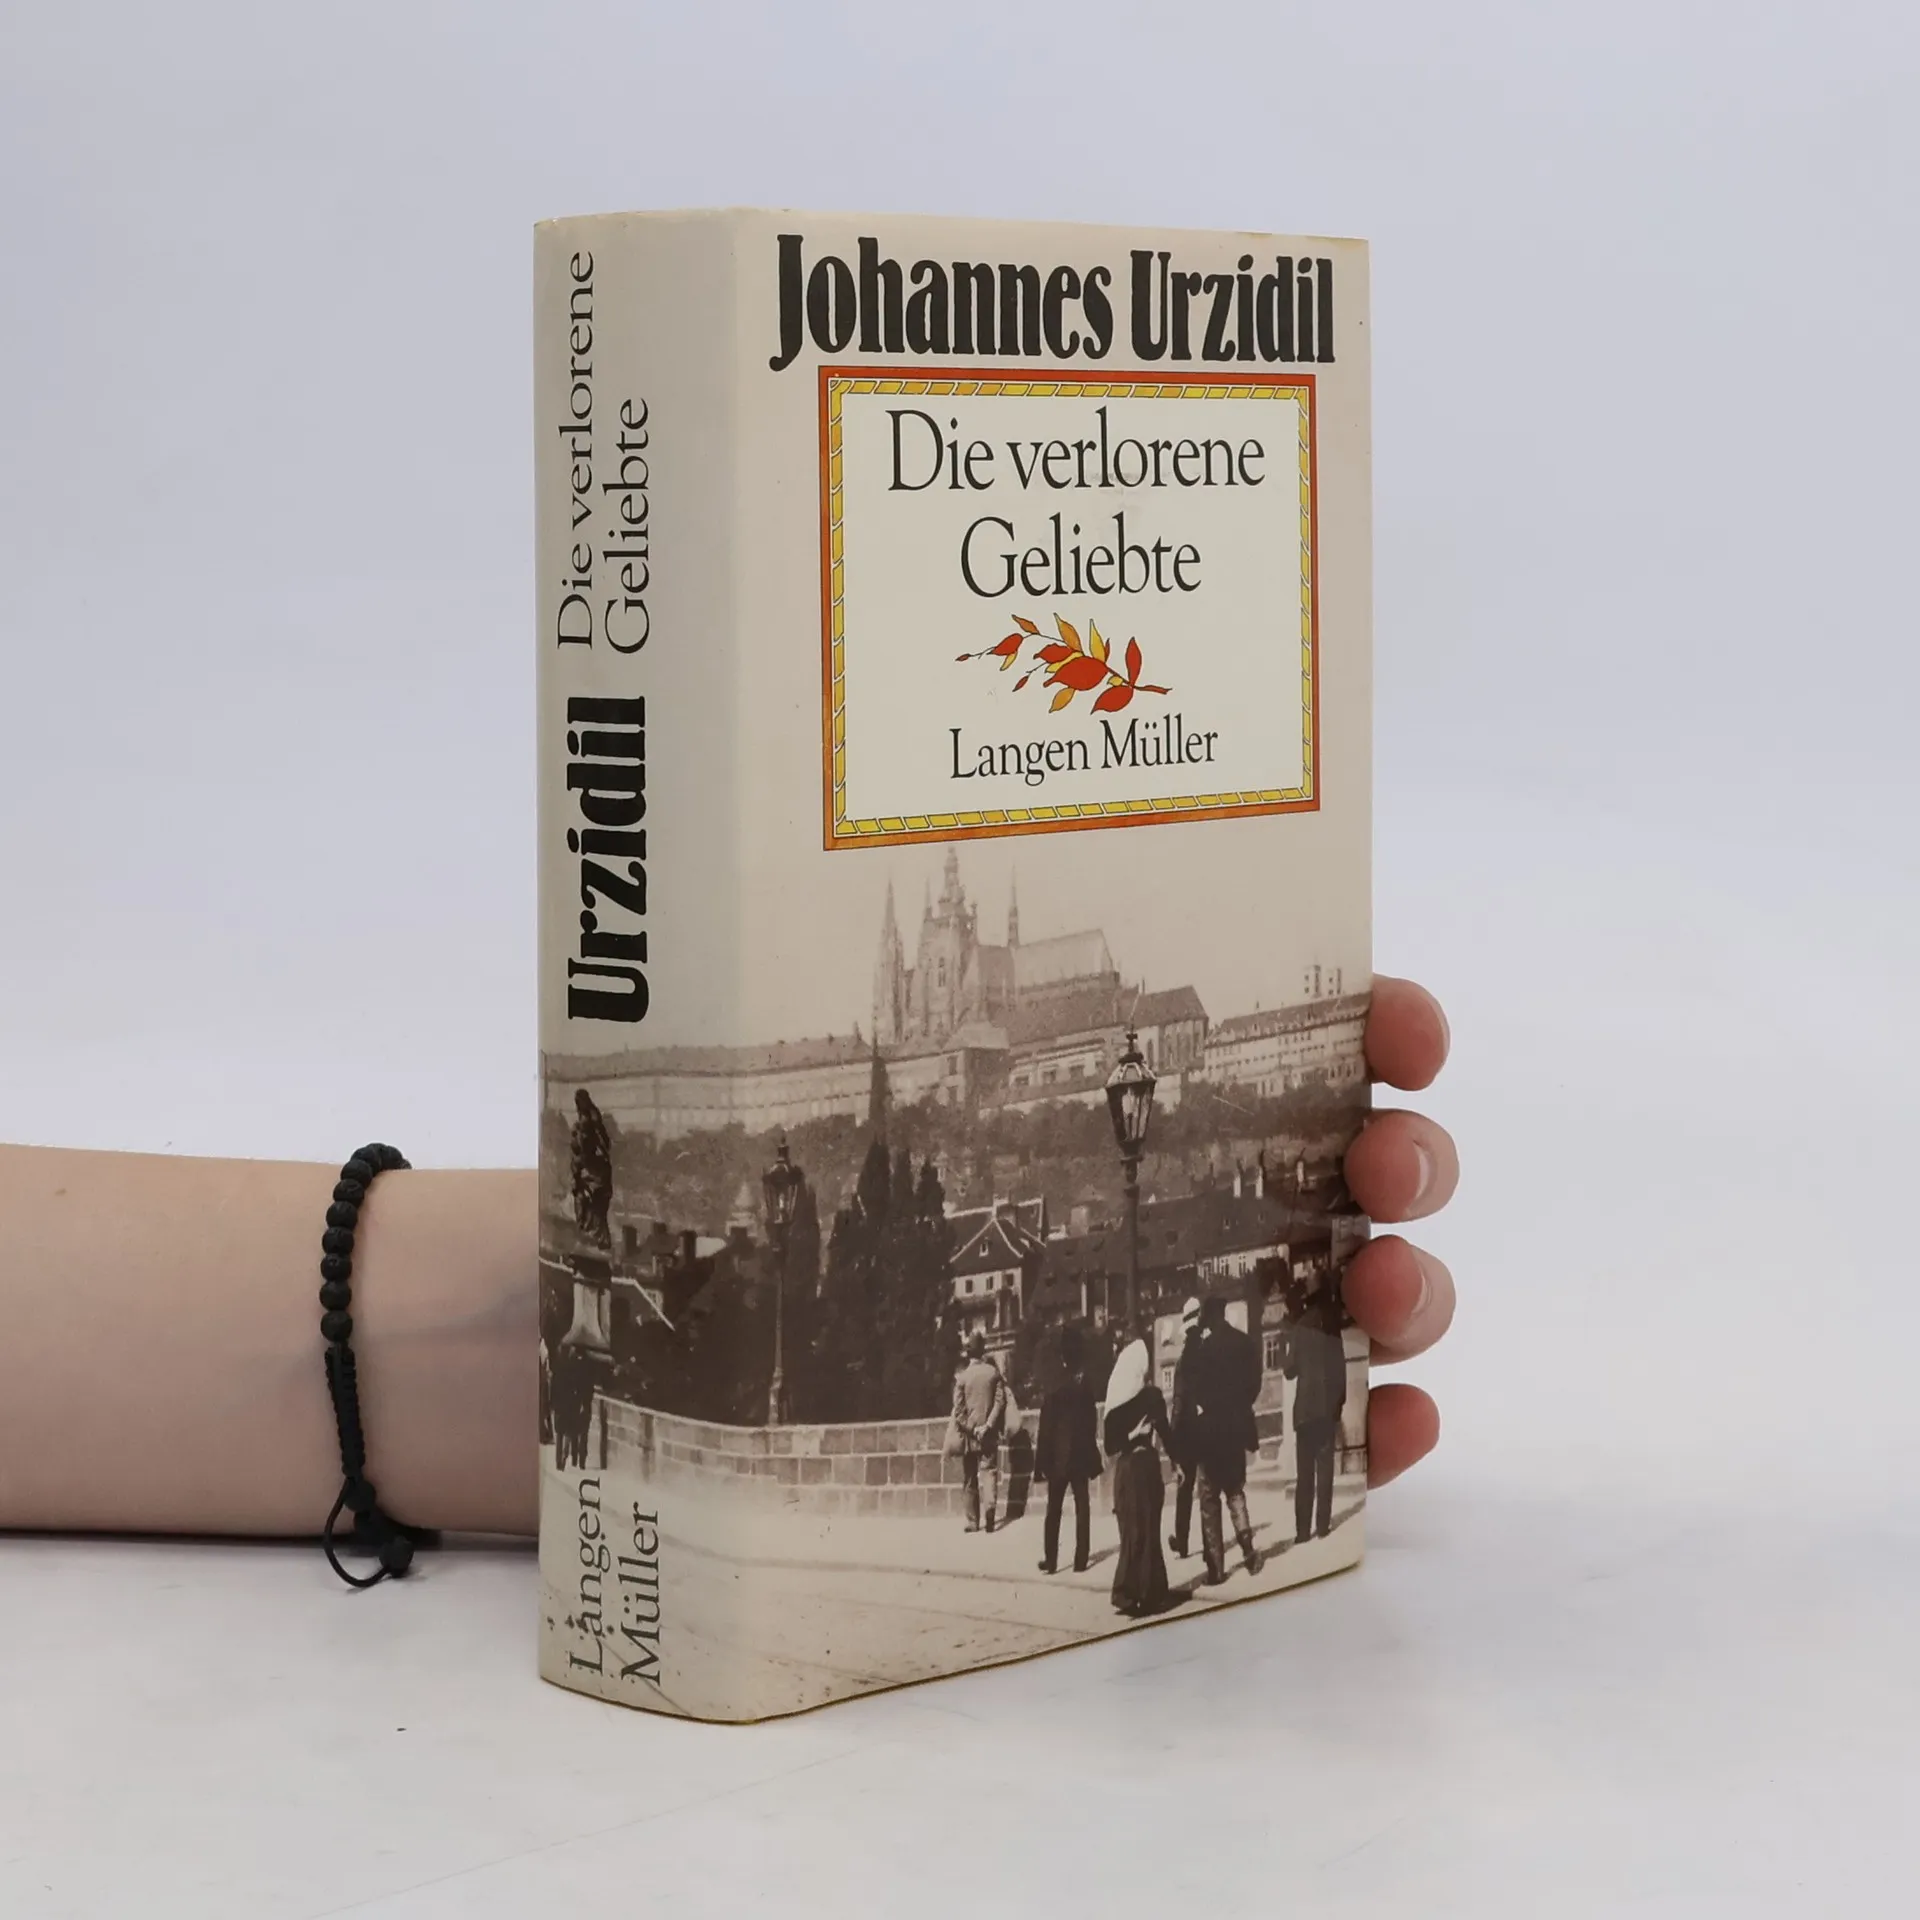 Johannes Urzidil
Die verlorene
Geliebte
Langen Müller
Die verlorene
Geliebte
Urzidil
Langen
Müller